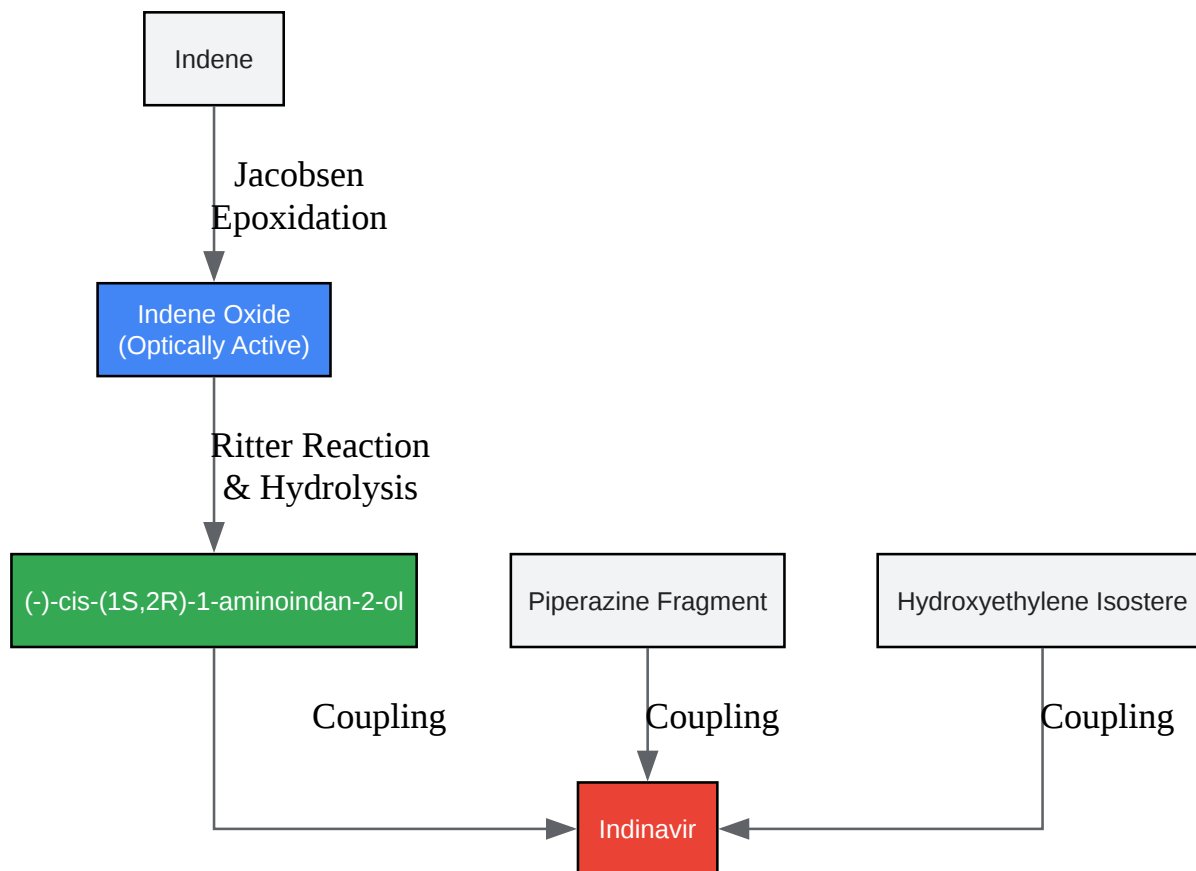 Indene
Jacobsen
Epoxidation
Indene Oxide
(Optically Active)
Ritter Reaction
& Hydrolysis
(-)-cis-(1S,2R)-1-aminoindan-2-ol
Piperazine Fragment
Hydroxyethylene Isostere
Coupling
Coupling
Coupling
Indinavir